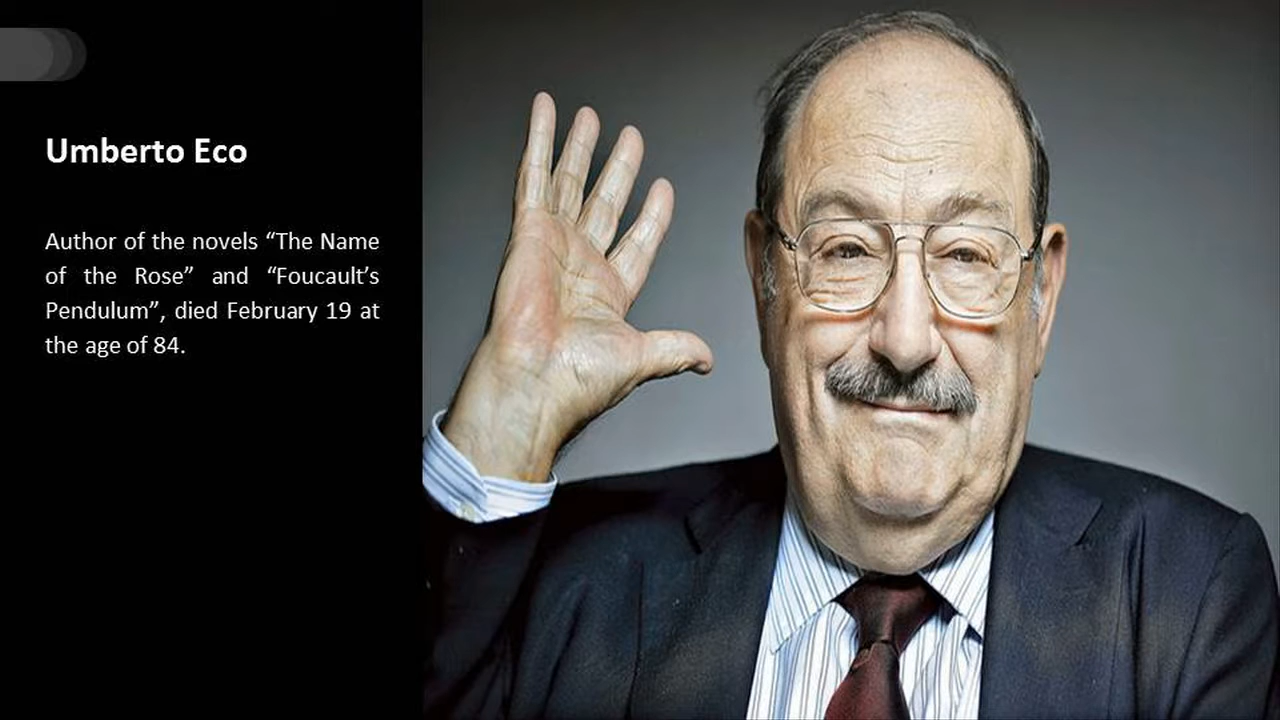 Umberto Eco
Author of the novels “The Name
of the Rose” and “Foucault’s
Pendulum”, died February 19 at
the age of 84.